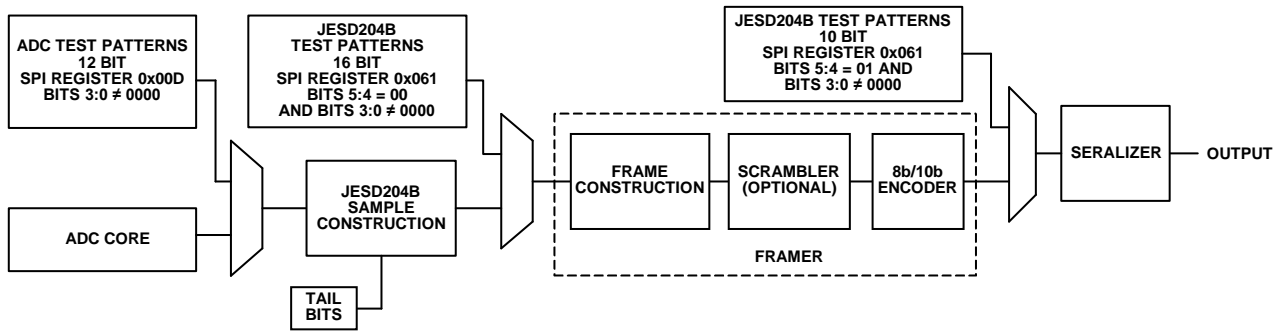 ADC TEST PATTERNS
12 BIT
SPI REGISTER 0x00D
BITS 3:0 ≠ 0000
JESD204B
TEST PATTERNS
16 BIT
SPI REGISTER 0x061
BITS 5:4 = 00
AND BITS 3:0 ≠ 0000
JESD204B TEST PATTERNS
10 BIT
SPI REGISTER 0x061
BITS 5:4 = 01 AND
BITS 3:0 ≠ 0000
ADC CORE
JESD204B
SAMPLE
CONSTRUCTION
TAIL
BITS
FRAME
CONSTRUCTION
SCRAMBLER
(OPTIONAL)
8b/10b
ENCODER
FRAMER
SERALIZER
OUTPUT